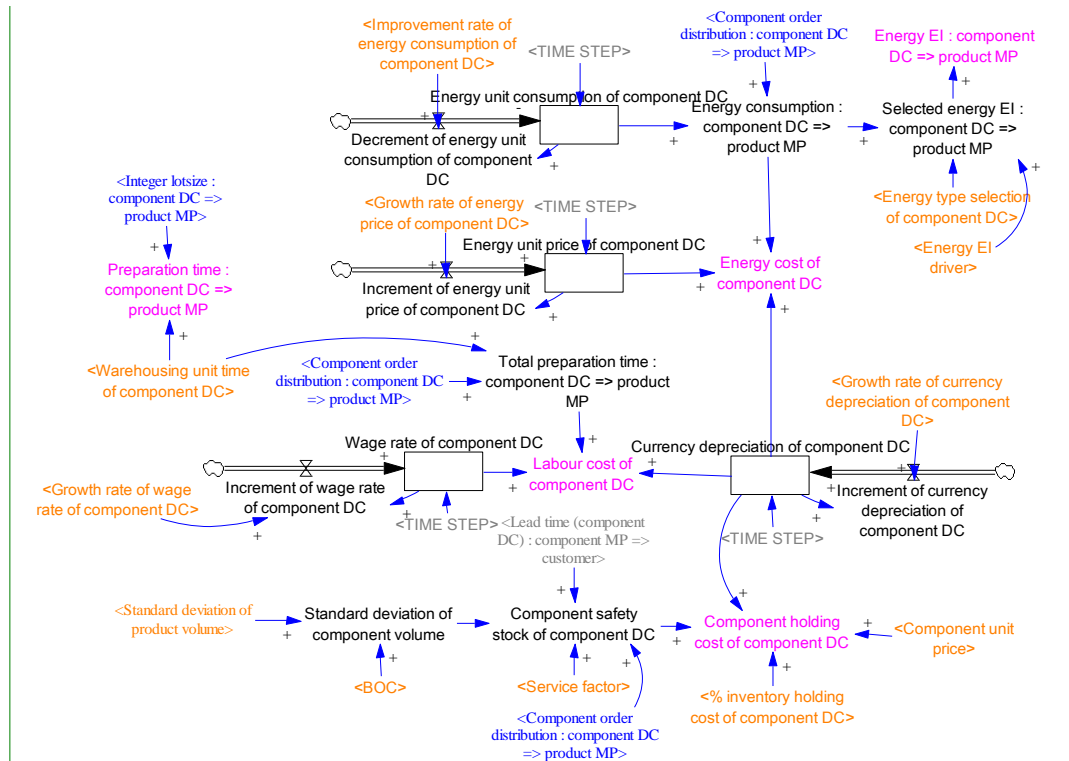 <Improvement rate of
energy consumption of
component DC>
<TIME STEP>
<Component order
distribution : component DC
=> product MP>
Energy EI : component
DC => product MP
Energy unit consumption of component DC
Decrement of energy unit
consumption of component
DC
Energy consumption :
component DC =>
product MP
Selected energy EI :
component DC =>
product MP
<Integer lotsize :
component DC =>
product MP>
<Growth rate of energy
price of component DC>
<TIME STEP>
<Energy type selection
of component DC>
<Energy EI
driver>
Energy unit price of component DC
Increment of energy unit
price of component DC
Energy cost of
component DC
Preparation time :
component DC =>
product MP
<Warehousing unit time
of component DC>
<Component order
distribution : component DC
=> product MP>
Total preparation time :
component DC => product
MP
<Growth rate of currency
depreciation of component
DC>
Wage rate of component DC
Increment of wage rate
of component DC
Labour cost of
component DC
Currency depreciation of component DC
Increment of currency
depreciation of
component DC
<Growth rate of wage
rate of component DC>
<TIME STEP>
<Lead time (component
DC) : component MP =>
customer>
<TIME STEP>
<Standard deviation of
product volume>
Standard deviation of
component volume
Component safety
stock of component DC
Component holding
cost of component DC
<Component unit
price>
<BOC>
<Service factor>
<% inventory holding
cost of component DC>
<Component order
distribution : component DC
=> product MP>